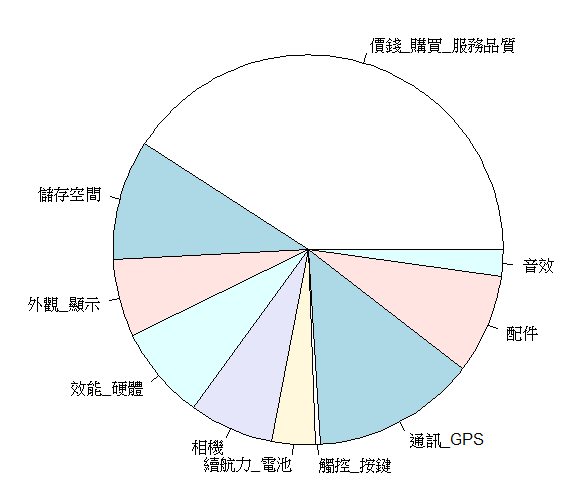 價錢_購買_服務品質
儲存空間
外觀_顯示
效能_硬體
相機
續航力_電池
觸控_按鍵
通訊_GPS
配件
音效